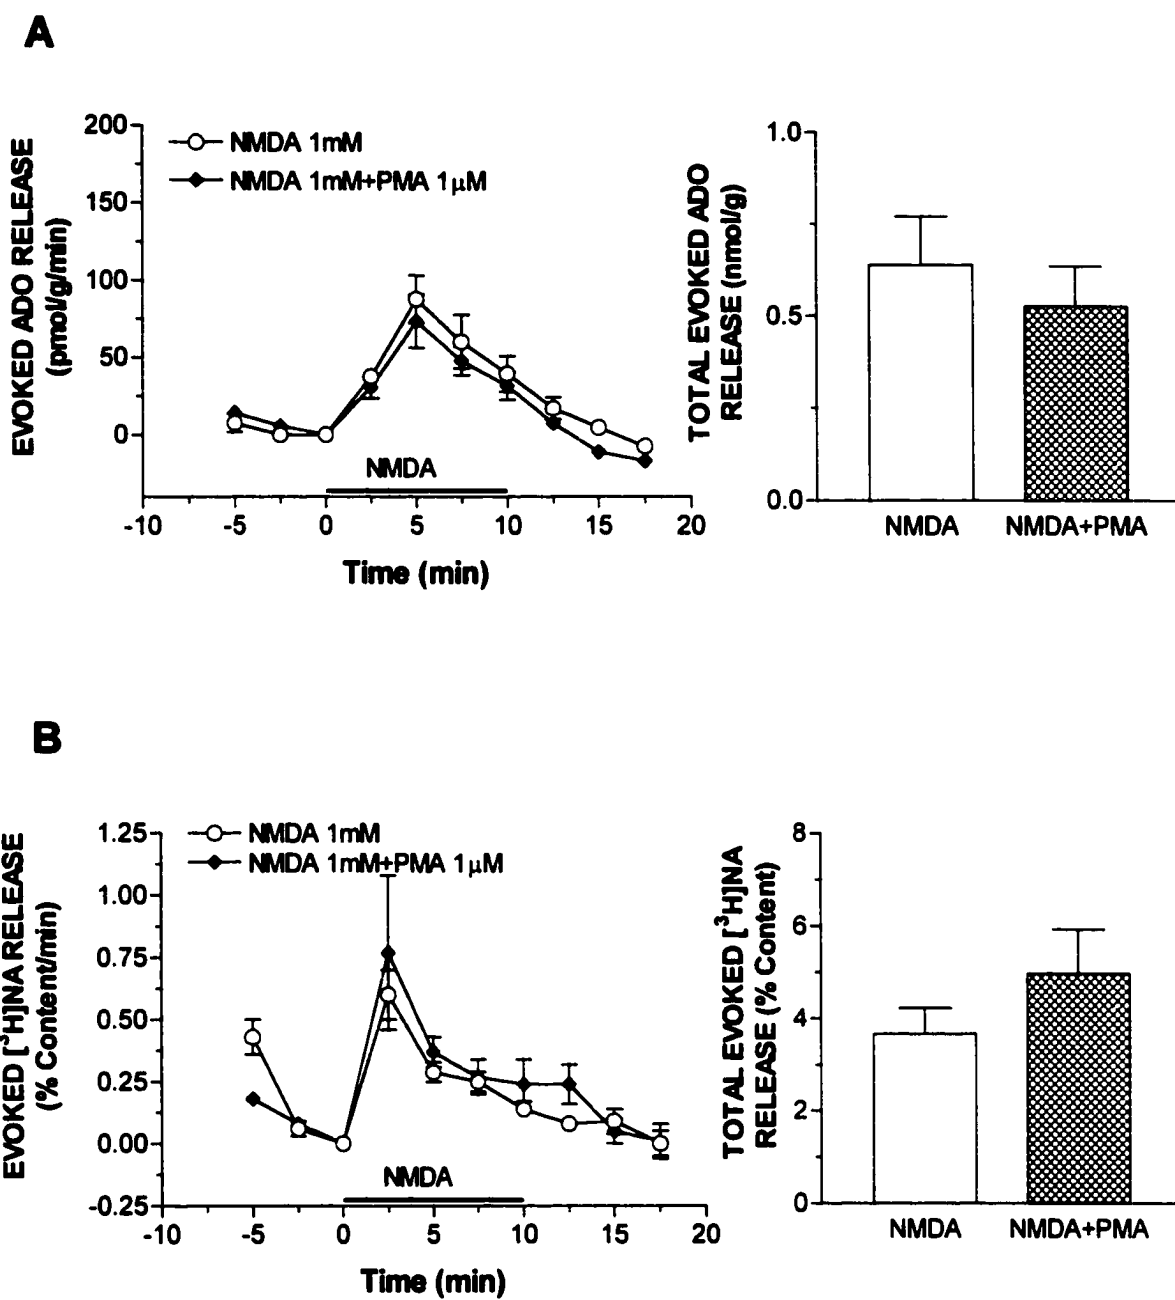 A
EVOKED ADO RELEASE
(pmol/g/min)
200
150
100
50
0
NMDA 1mM
NMDA 1mM+PMA 1μM
NMDA
-10 -5 0 5 10 15 20
Time (min)
TOTAL EVOKED ADO
RELEASE (nmol/g)
1.0
0.5
0.0
NMDA NMDA+PMA
B
EVOKED [³H]NA RELEASE
(% Content/min)
1.25
1.00
0.75
0.50
0.25
0.00
-0.25
NMDA 1mM
NMDA 1mM+PMA 1μM
NMDA
-10 -5 0 5 10 15 20
Time (min)
TOTAL EVOKED [³H]NA
RELEASE (% Content)
8
6
4
2
0
NMDA NMDA+PMA